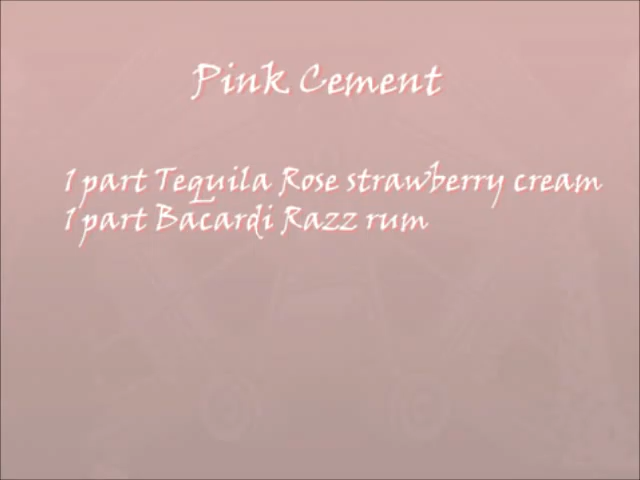 Pink Cement
1 part Tequila Rose strawberry cream
1 part Bacardi Razz rum